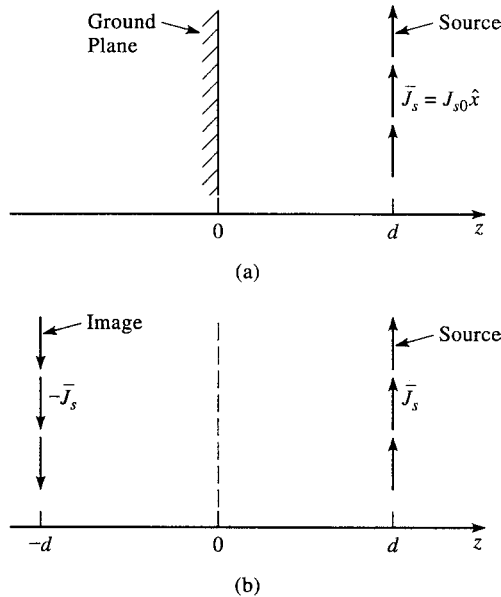 Ground
Plane
Source
J̄ₛ = Jₛ₀x̂
0
d
z
(a)
Image
Source
–J̄ₛ
J̄ₛ
–d
0
d
z
(b)